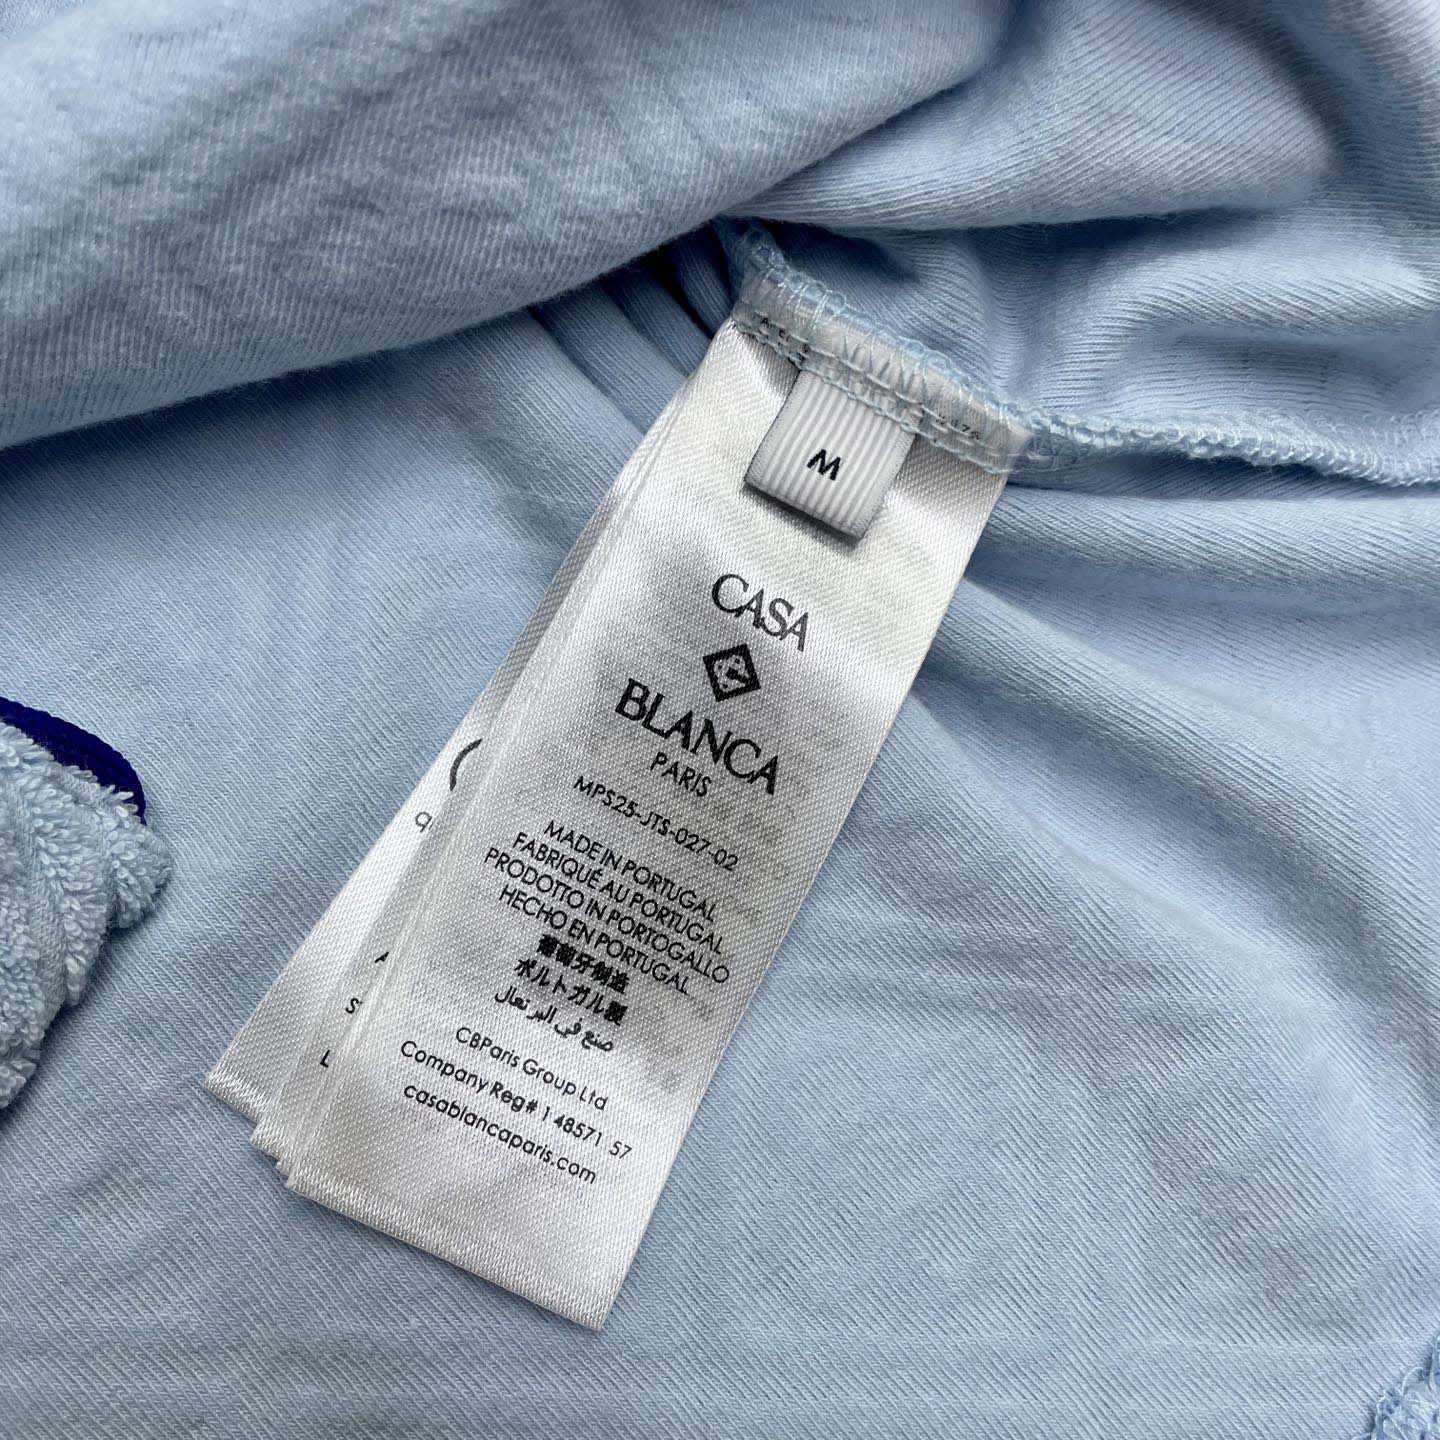 M
CASA
BLANCA
PARIS
MPS25-JTS-027-02
MADE IN PORTUGAL
FABRIQUÉ AU PORTUGAL
PRODOTTO IN PORTOGALLO
HECHO EN PORTUGAL
葡萄牙制造
ポルトガル製
صنع في البرتغال
CBParis Group Ltd
Company Reg# 1 48571 57
casablancaparis.com